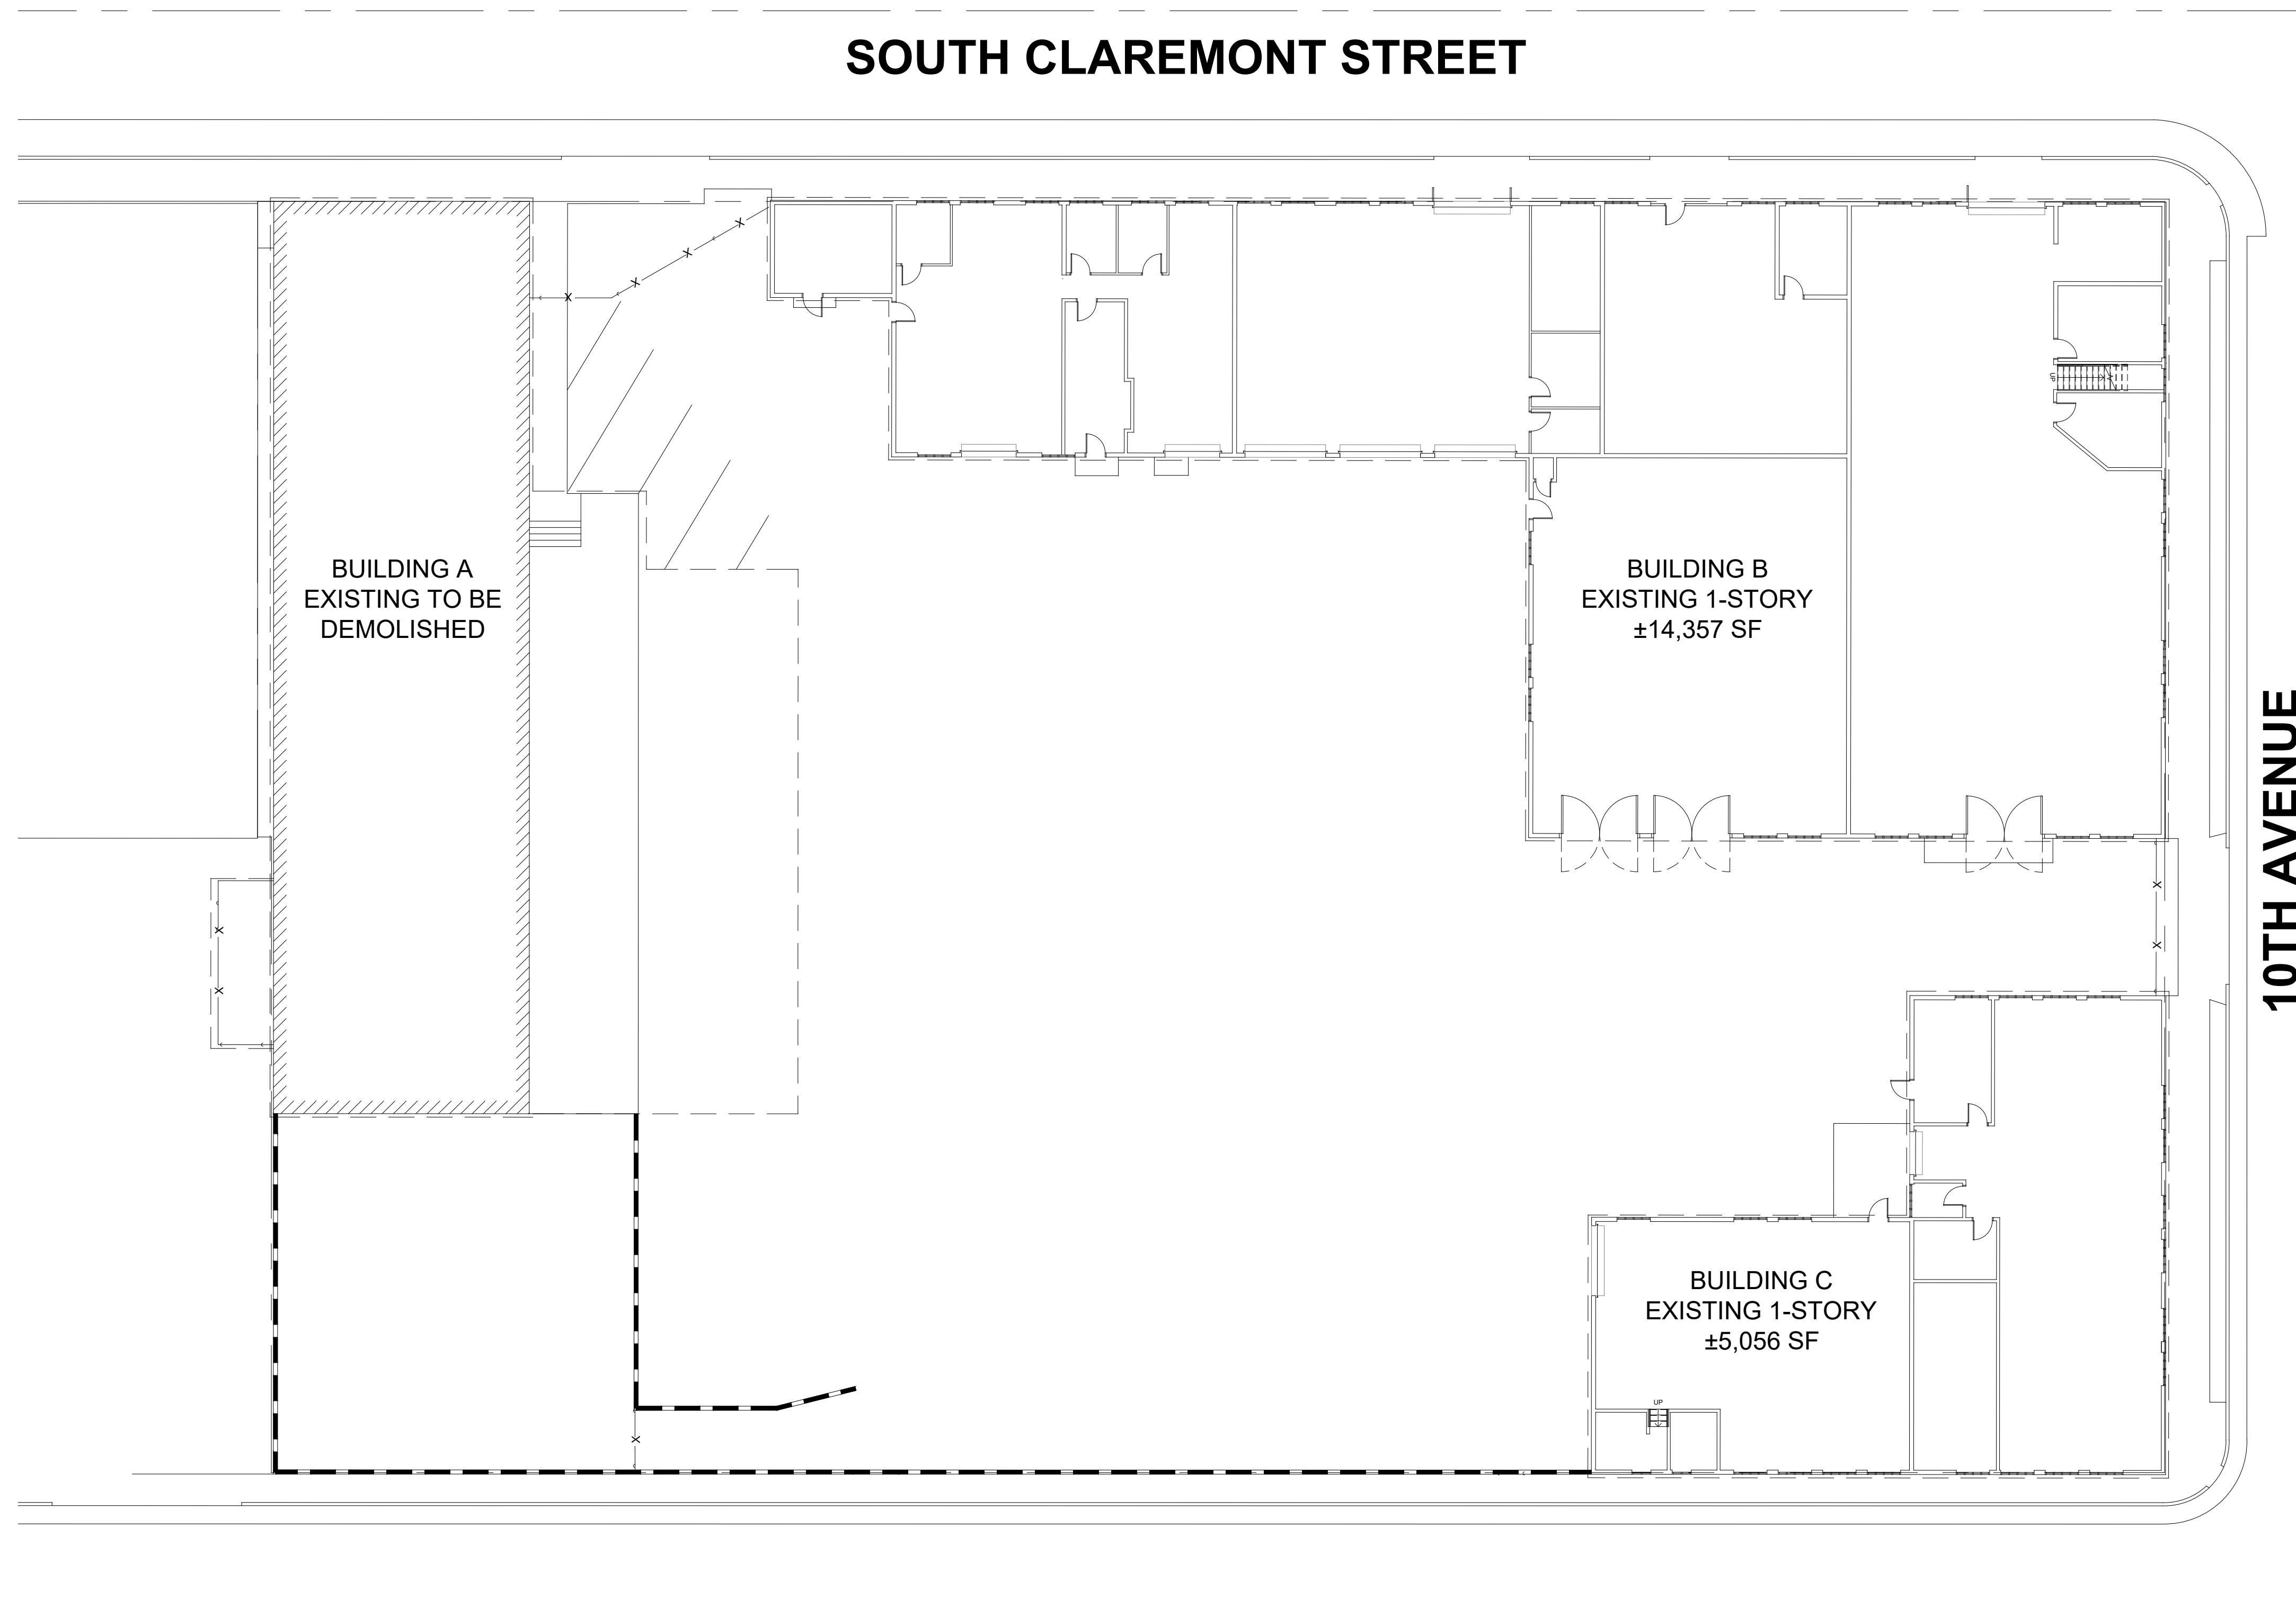 SOUTH CLAREMONT STREET
X
X
X
X
UP
BUILDING A
EXISTING TO BE
DEMOLISHED
BUILDING B
EXISTING 1-STORY
±14,357 SF
10TH AVENUE
X
X
X
X
BUILDING C
EXISTING 1-STORY
±5,056 SF
UP
X